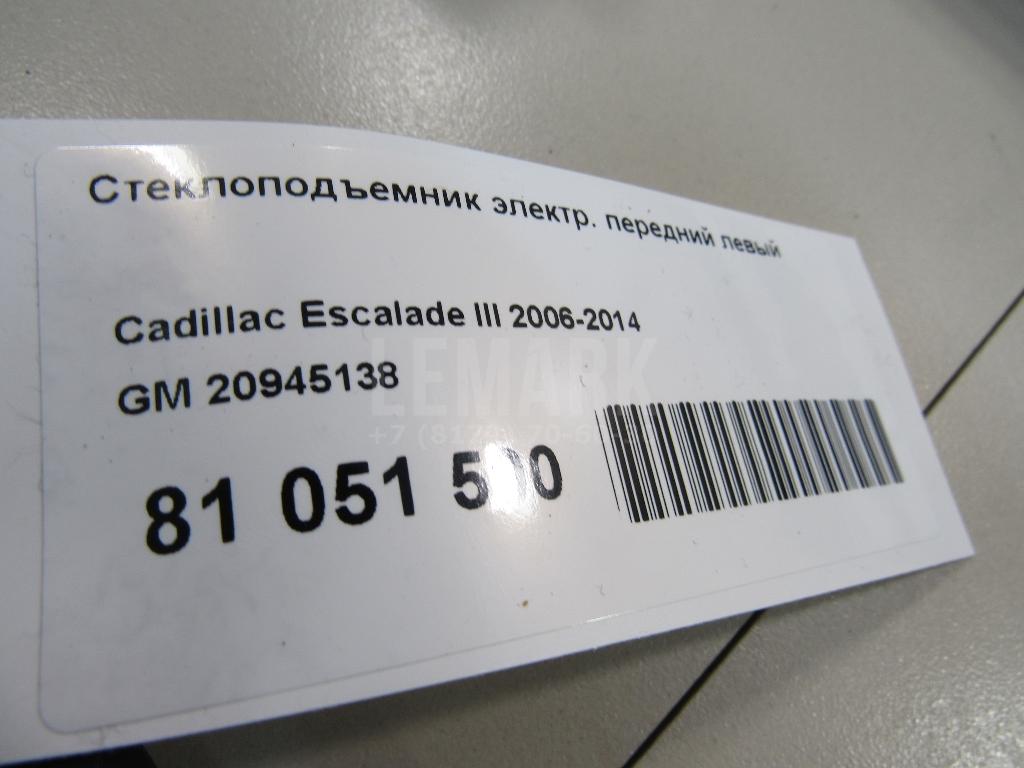 Стеклоподъемник электр. передний левый
Cadillac Escalade III 2006-2014
GM 20945138
LEMARK
81 051